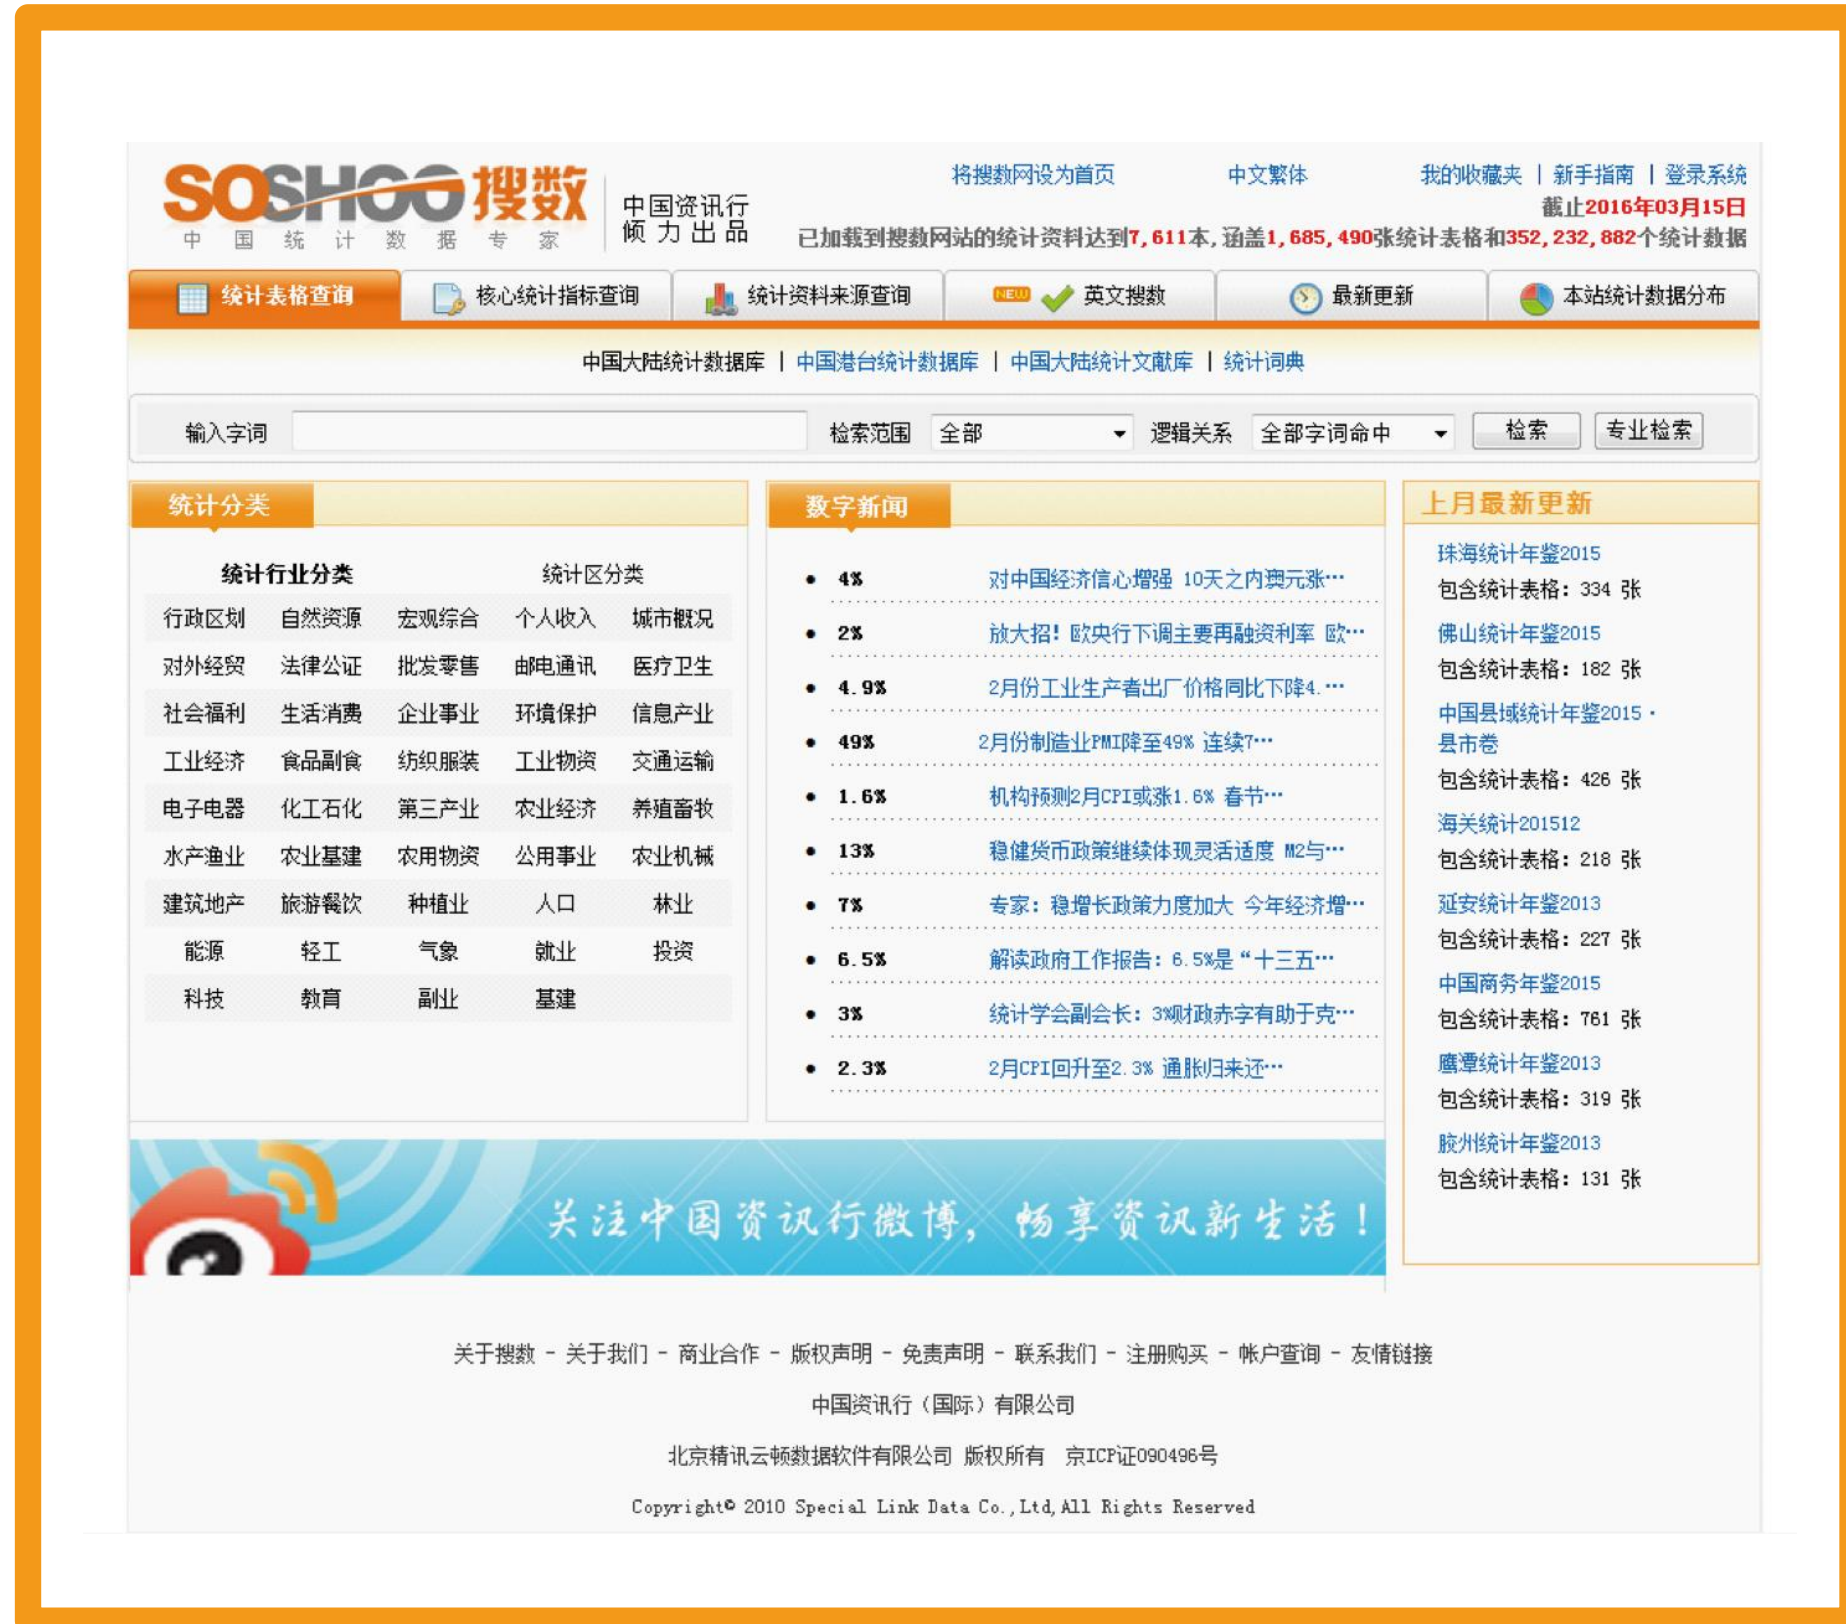 SOSHOO搜数
中国统计数据专家
中国资讯行
倾力出品
将搜数网设为首页 中文繁体 我的收藏夹 | 新手指南 | 登录系统
截止2016年03月15日
已加载到搜数网站的统计资料达到7,611本,涵盖1,685,490张统计表格和352,232,882个统计数据
统计表格查询 核心统计指标查询 统计资料来源查询 NEW 英文搜数 最新更新 本站统计数据分布
中国大陆统计数据库 | 中国港台统计数据库 | 中国大陆统计文献库 | 统计词典
输入字词 检索范围 全部 逻辑关系 全部字词命中 检索 专业检索
统计分类
统计行业分类 统计区分类
行政区划 自然资源 宏观综合 个人收入 城市概况
对外经贸 法律公证 批发零售 邮电通讯 医疗卫生
社会福利 生活消费 企业事业 环境保护 信息产业
工业经济 食品副食 纺织服装 工业物资 交通运输
电子电器 化工石化 第三产业 农业经济 养殖畜牧
水产渔业 农业基建 农用物资 公用事业 农业机械
建筑地产 旅游餐饮 种植业 人口 林业
能源 轻工 气象 就业 投资
科技 教育 副业 基建
数字新闻
• 4% 对中国经济信心增强 10天之内澳元涨…
• 2% 放大招！欧央行下调主要再融资利率 欧…
• 4.9% 2月份工业生产者出厂价格同比下降4.…
• 49% 2月份制造业PMI降至49% 连续7…
• 1.6% 机构预测2月CPI或涨1.6% 春节…
• 13% 稳健货币政策继续体现灵活适度 M2与…
• 7% 专家：稳增长政策力度加大 今年经济增…
• 6.5% 解读政府工作报告：6.5%是“十三五…
• 3% 统计学会副会长：3%财政赤字有助于克…
• 2.3% 2月CPI回升至2.3% 通胀归来还…
上月最新更新
珠海统计年鉴2015
包含统计表格：334 张
佛山统计年鉴2015
包含统计表格：182 张
中国县域统计年鉴2015·
县市卷
包含统计表格：426 张
海关统计201512
包含统计表格：218 张
延安统计年鉴2013
包含统计表格：227 张
中国商务年鉴2015
包含统计表格：761 张
鹰潭统计年鉴2013
包含统计表格：319 张
胶州统计年鉴2013
包含统计表格：131 张
关注中国资讯行微博，畅享资讯新生活！
关于搜数 - 关于我们 - 商业合作 - 版权声明 - 免责声明 - 联系我们 - 注册购买 - 帐户查询 - 友情链接
中国资讯行（国际）有限公司
北京精讯云顿数据软件有限公司 版权所有 京ICP证090496号
Copyright© 2010 Special Link Data Co.,Ltd,All Rights Reserved